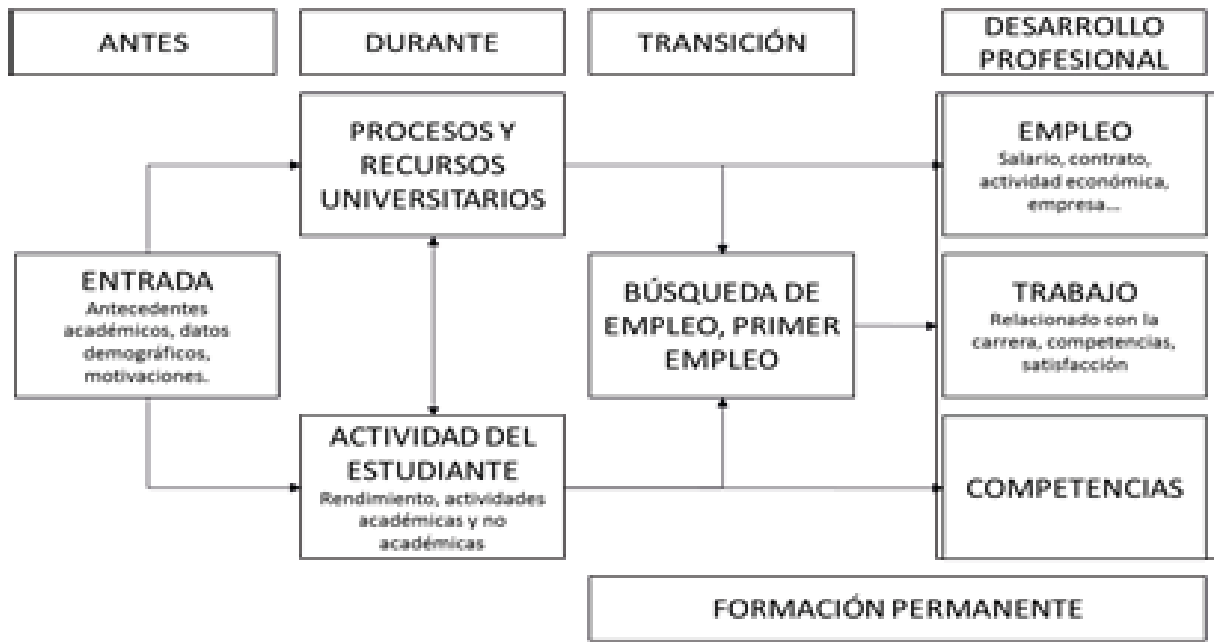 ANTES
DURANTE
TRANSICIÓN
DESARROLLO
PROFESIONAL
ENTRADA
Antecedentes
académicos, datos
demográficos,
motivaciones.
PROCESOS Y
RECURSOS
UNIVERSITARIOS
ACTIVIDAD DEL
ESTUDIANTE
Rendimiento, actividades
académicas y no
académicas
BÚSQUEDA DE
EMPLEO, PRIMER
EMPLEO
EMPLEO
Salario, contrato,
actividad económica,
empresa...
TRABAJO
Relacionado con la
carrera, competencias,
satisfacción
COMPETENCIAS
FORMACIÓN PERMANENTE